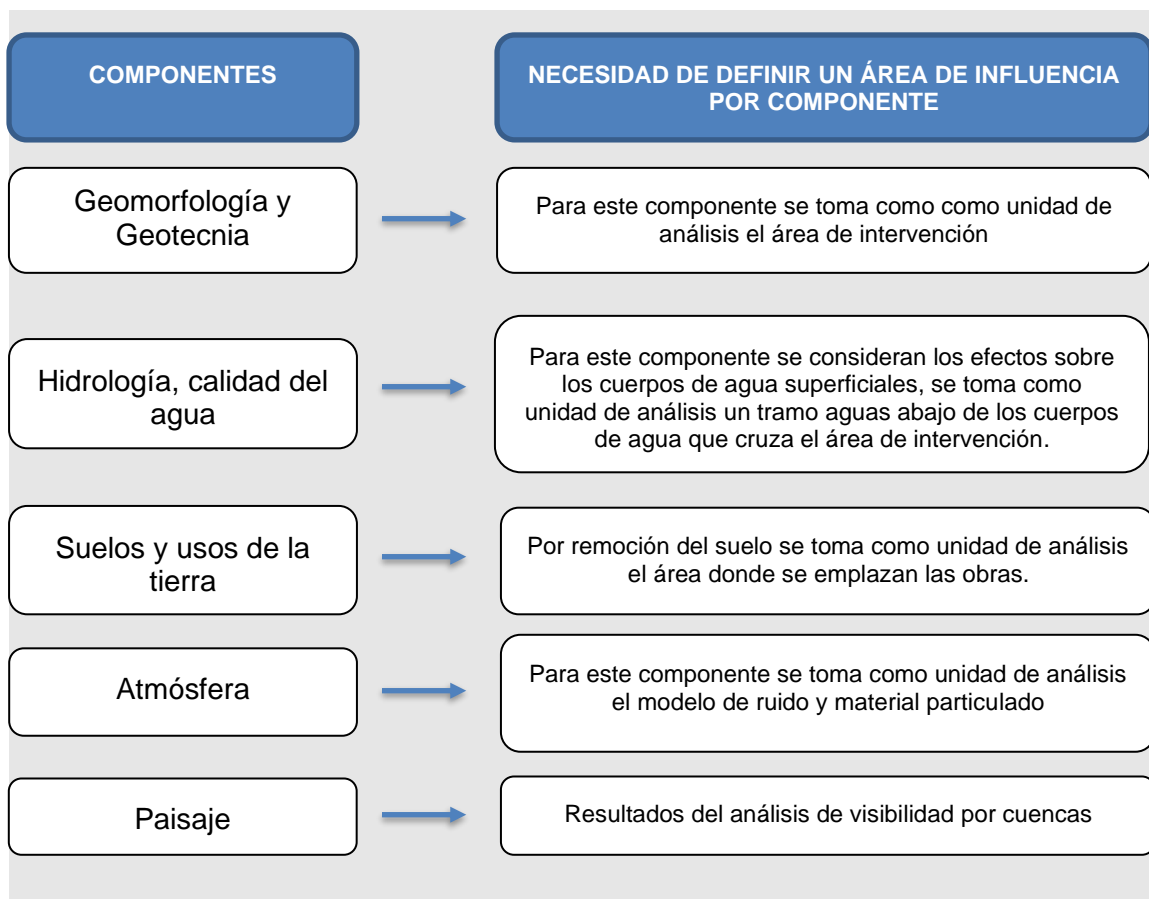 COMPONENTES
NECESIDAD DE DEFINIR UN ÁREA DE INFLUENCIA
POR COMPONENTE
Geomorfología y
Geotecnia
Para este componente se toma como como unidad de
análisis el área de intervención
Hidrología, calidad del
agua
Para este componente se consideran los efectos sobre
los cuerpos de agua superficiales, se toma como
unidad de análisis un tramo aguas abajo de los cuerpos
de agua que cruza el área de intervención.
Suelos y usos de la
tierra
Por remoción del suelo se toma como unidad de análisis
el área donde se emplazan las obras.
Atmósfera
Para este componente se toma como unidad de análisis
el modelo de ruido y material particulado
Paisaje
Resultados del análisis de visibilidad por cuencas